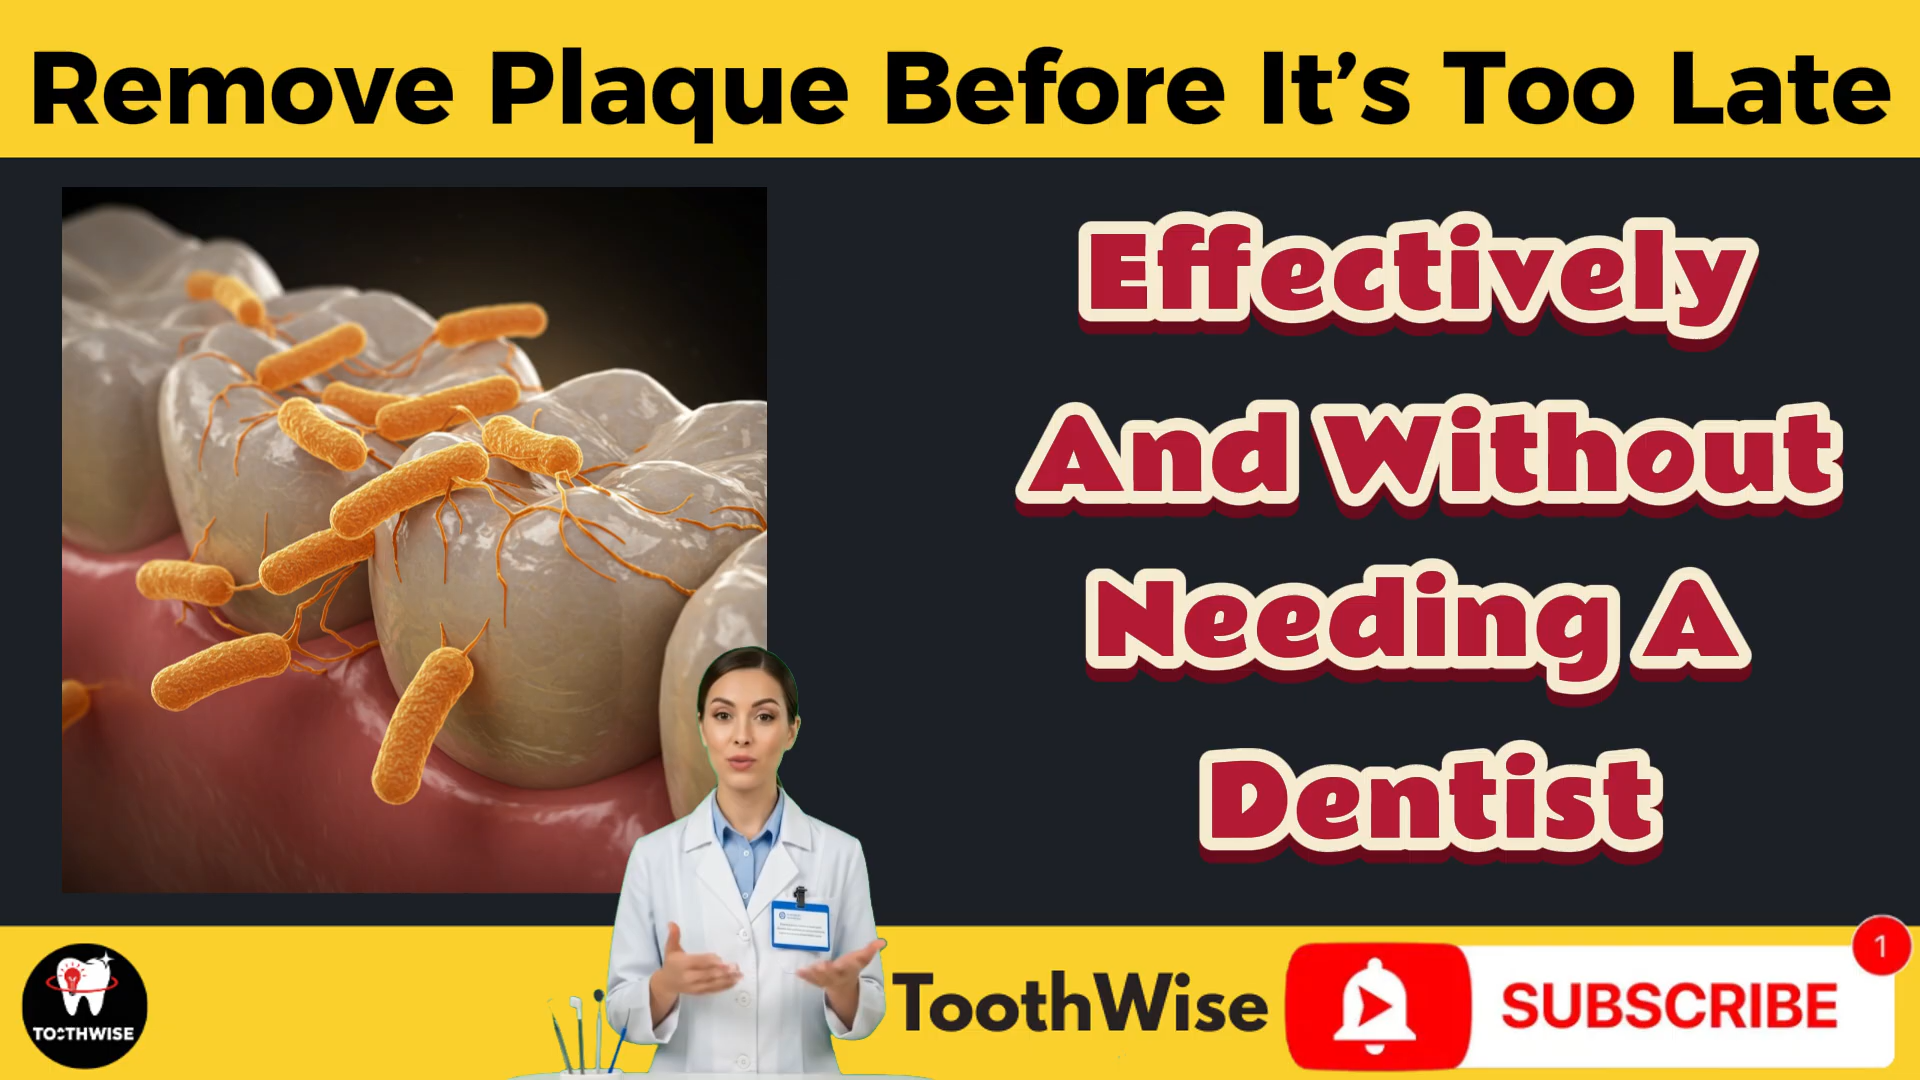 Remove Plaque Before It’s Too Late
Effectively
And Without
Needing A
Dentist
TOOTHWISE
ToothWise
SUBSCRIBE
1